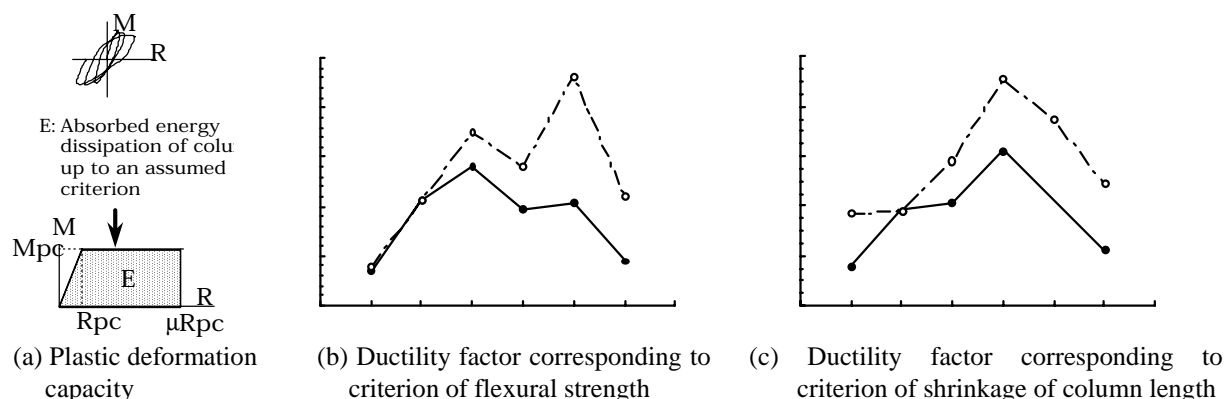 M
R
E: Absorbed energy
dissipation of colu
up to an assumed
criterion
M
Mpc
E
R
Rpc
μRpc
(a) Plastic deformation
capacity
(b) Ductility factor corresponding to
criterion of flexural strength
(c) Ductility factor corresponding to
criterion of shrinkage of column length